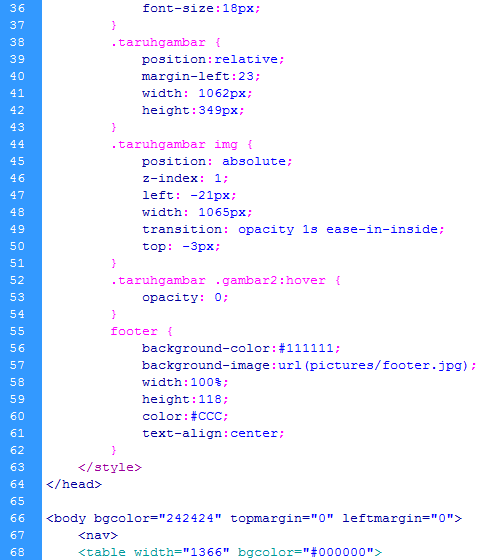 36 font-size:18px;
37 }
38 .taruhgambar {
39 position:relative;
40 margin-left:23;
41 width: 1062px;
42 height:349px;
43 }
44 .taruhgambar img {
45 position: absolute;
46 z-index: 1;
47 left: -21px;
48 width: 1065px;
49 transition: opacity 1s ease-in-inside;
50 top: -3px;
51 }
52 .taruhgambar .gambar2:hover {
53 opacity: 0;
54 }
55 footer {
56 background-color:#111111;
57 background-image:url(pictures/footer.jpg);
58 width:100%;
59 height:118;
60 color:#CCC;
61 text-align:center;
62 }
63 </style>
64 </head>
65
66 <body bgcolor="242424" topmargin="0" leftmargin="0">
67 <nav>
68 <table width="1366" bgcolor="#000000">